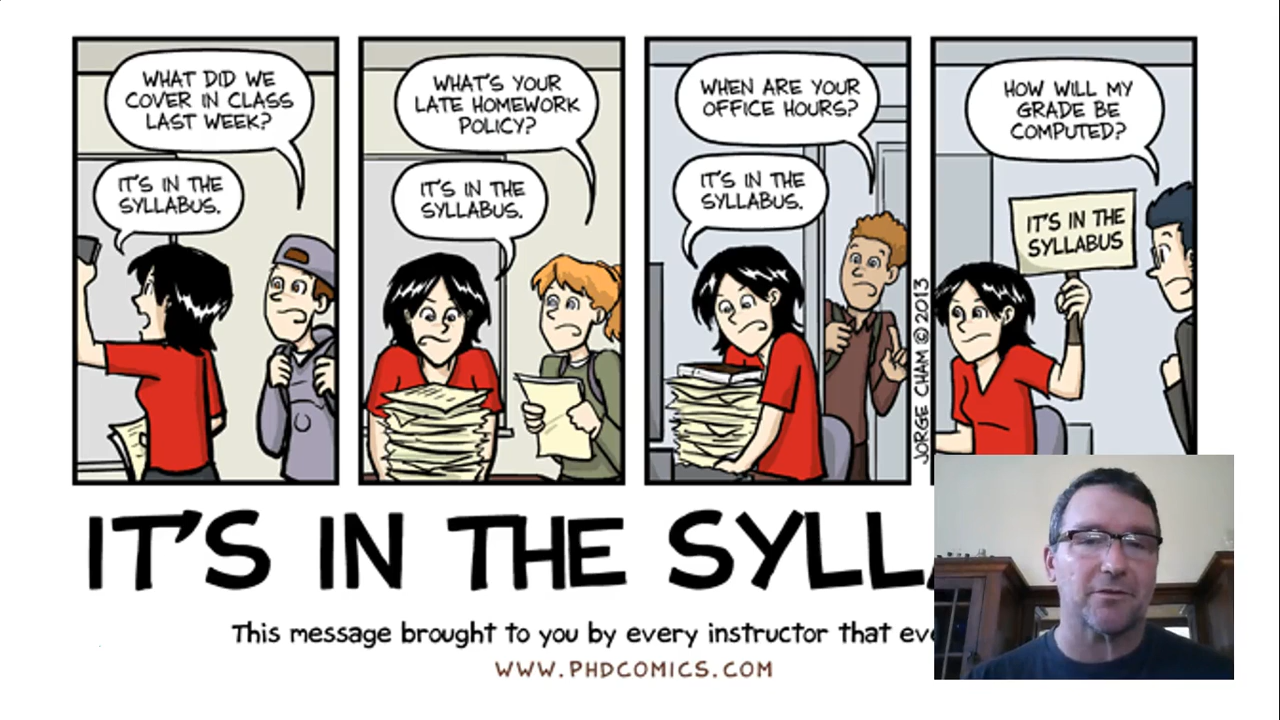 WHAT DID WE
COVER IN CLASS
LAST WEEK?
IT'S IN THE
SYLLABUS.
WHAT'S YOUR
LATE HOMEWORK
POLICY?
IT'S IN THE
SYLLABUS.
WHEN ARE YOUR
OFFICE HOURS?
IT'S IN THE
SYLLABUS.
HOW WILL MY
GRADE BE
COMPUTED?
IT'S IN THE
SYLLABUS
JORGE CHAM © 2013
IT'S IN THE
This message brought to you by every instructor that
WWW.PHDCOMICS.COM